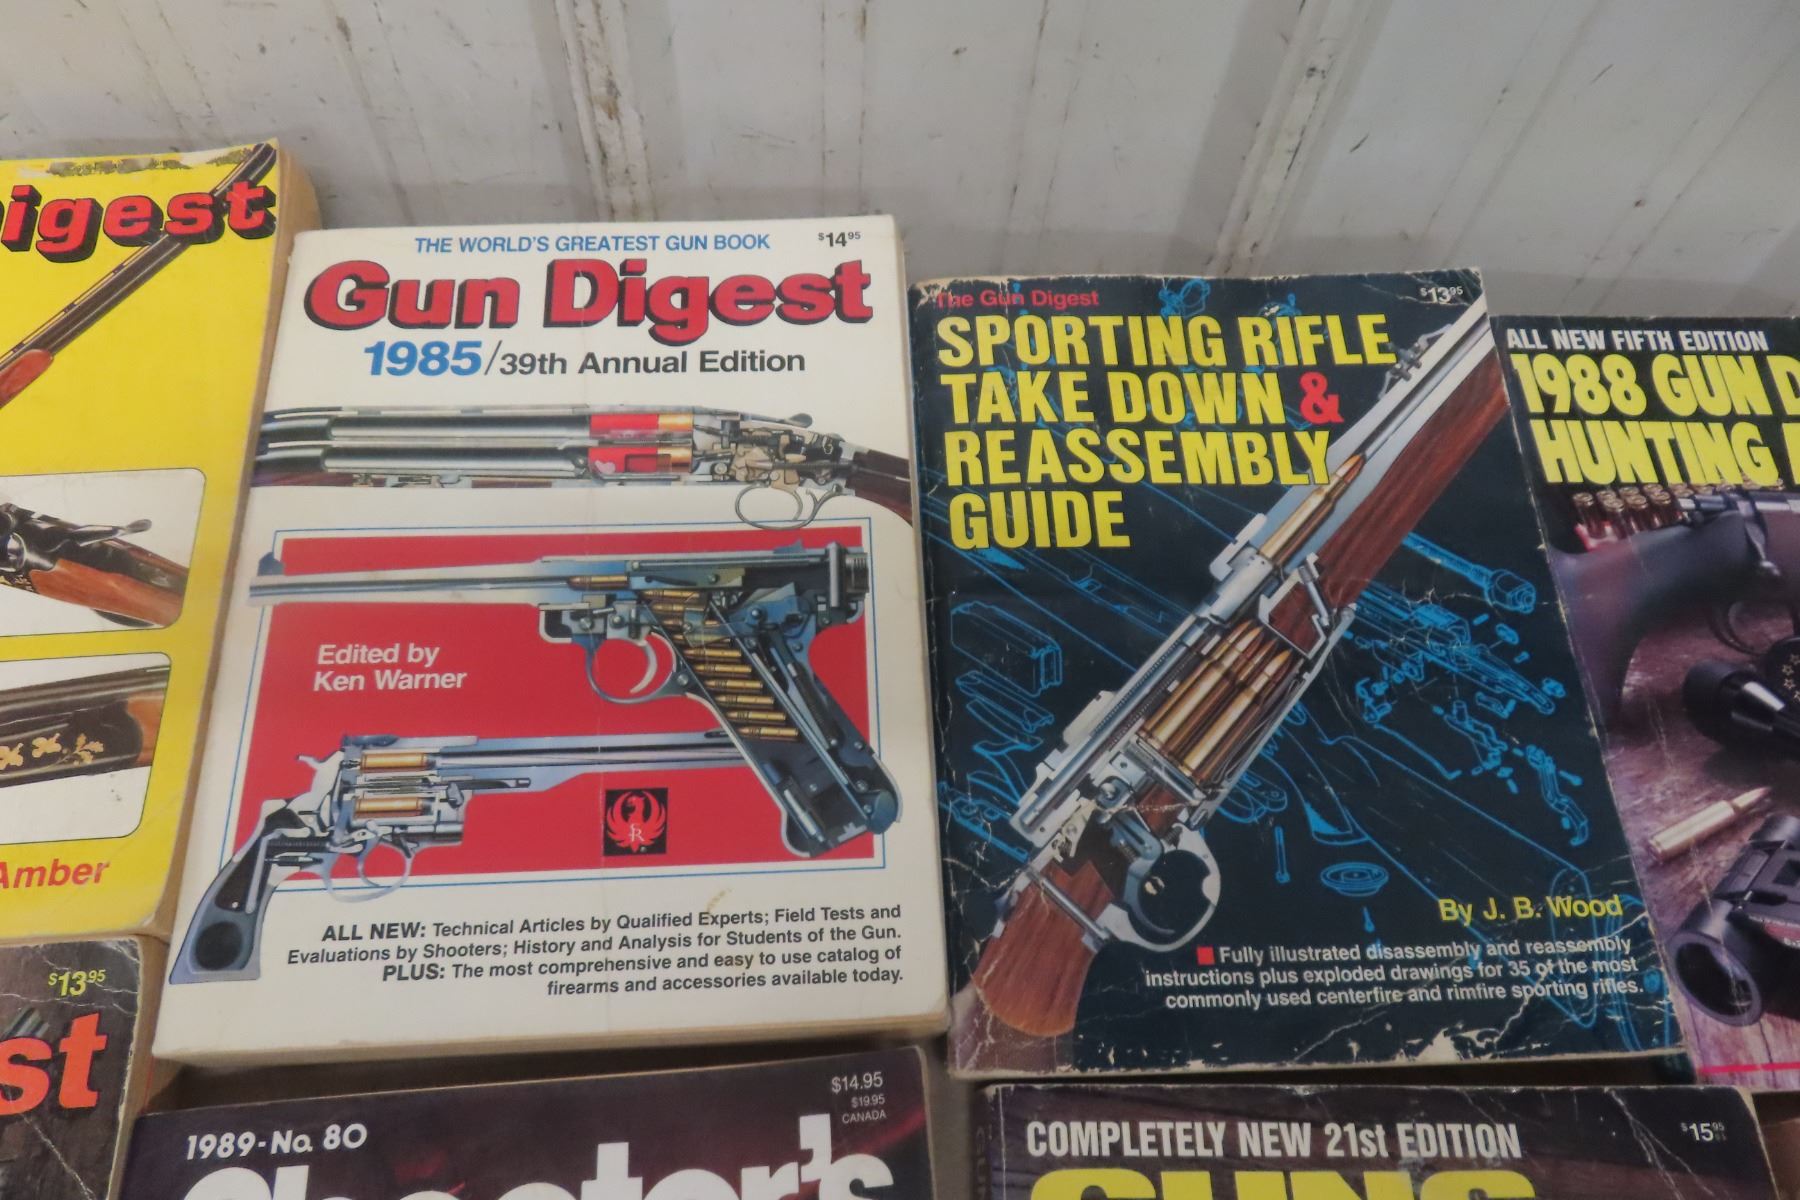 igest
Amber
THE WORLD'S GREATEST GUN BOOK
$14.95
Gun Digest
1985/39th Annual Edition
Edited by
Ken Warner
ALL NEW: Technical Articles by Qualified Experts; Field Tests and
Evaluations by Shooters; History and Analysis for Students of the Gun.
PLUS: The most comprehensive and easy to use catalog of
firearms and accessories available today.
The Gun Digest
$13.95
SPORTING RIFLE
TAKE DOWN &
REASSEMBLY
GUIDE
By J. B. Wood
Fully illustrated disassembly and reassembly
instructions plus exploded drawings for 35 of the most
commonly used centerfire and rimfire sporting rifles.
ALL NEW FIFTH EDITION
1988 GUN D
HUNTING
$13.95
st
1989-No. 80
$14.95
$19.95
CANADA
Shooter's
COMPLETELY NEW 21st EDITION
$15.95
GUNS